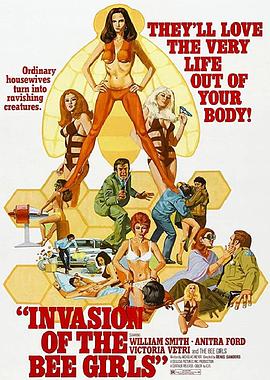 THEY'LL LOVE
THE VERY
LIFE
OUT OF
YOUR
BODY!
Ordinary
housewives
turn into
ravishing
creatures.
"INVASION
OF THE
BEE GIRLS"
STARRING
WILLIAM SMITH · ANITRA FORD
VICTORIA VETRI AND THE BEE GIRLS
R